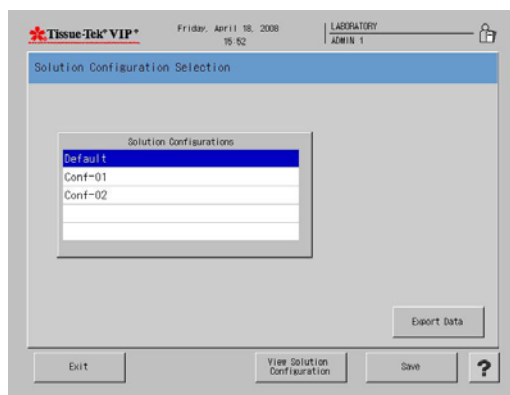 Tissue-Tek® VIP®
Friday, April 18, 2008
15:52
LABORATORY
ADMIN 1
Solution Configuration Selection
Solution Configurations
Default
Conf-01
Conf-02
Export Data
Exit
View Solution
Configuration
Save
?